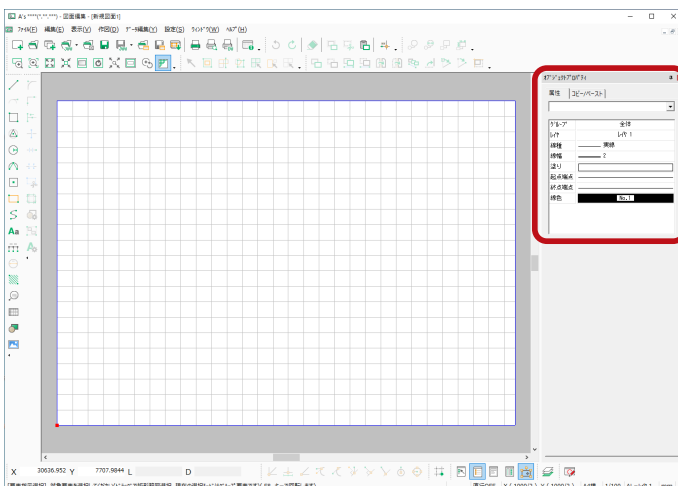 A's ****(*.**.***) - 図面編集 - [新規図面1]
ﾌｧｲﾙ(F) 編集(E) 表示(V) 作図(D) ﾃﾞｰﾀ編集(Y) 設定(S) ｳｨﾝﾄﾞｳ(W) ﾍﾙﾌﾟ(H)
ｵﾌﾞｼﾞｪｸﾄﾌﾟﾛﾊﾟﾃｨ
属性 ｺﾋﾟｰ/ﾍﾟｰｽﾄ
ｸﾞﾙｰﾌﾟ 全体
ﾚｲﾔ ﾚｲﾔ 1
線種 実線
線幅 2
塗り
起点端点
終点端点
線色 No.1
Aa
X 30636.952 Y 7707.9844 L D